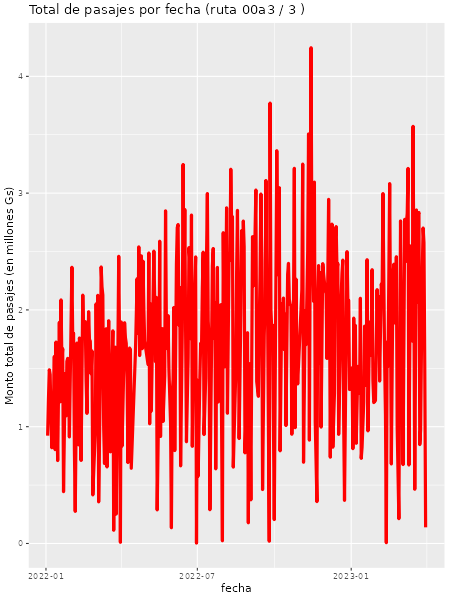 Total de pasajes por fecha (ruta 00a3 / 3 )
Monto total de pasajes (en millones Gs)
4
3
2
1
0
2022-01
2022-07
2023-01
fecha